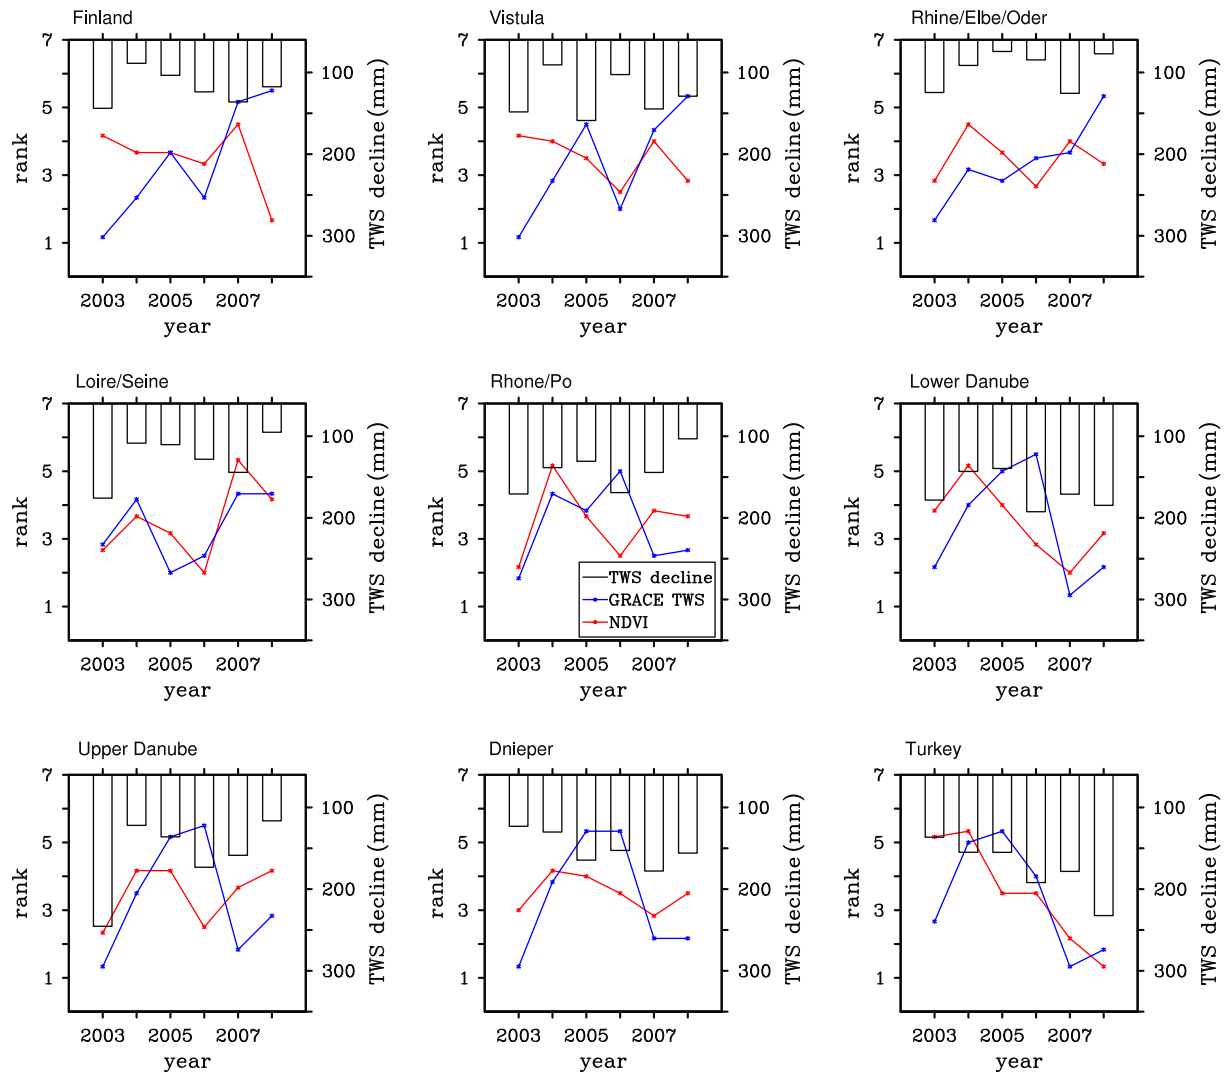 Finland
7
5
3
1
rank
100
200
300
TWS decline(mm)
2003 2005 2007
year
Vistula
7
5
3
1
rank
100
200
300
TWS decline(mm)
2003 2005 2007
year
Rhine/Elbe/Oder
7
5
3
1
rank
100
200
300
TWS decline(mm)
2003 2005 2007
year
Loire/Seine
7
5
3
1
rank
100
200
300
TWS decline(mm)
2003 2005 2007
year
Rhone/Po
7
5
3
1
rank
TWS decline
GRACE TWS
NDVI
100
200
300
TWS decline(mm)
2003 2005 2007
year
Lower Danube
7
5
3
1
rank
100
200
300
TWS decline(mm)
2003 2005 2007
year
Upper Danube
7
5
3
1
rank
100
200
300
TWS decline(mm)
2003 2005 2007
year
Dnieper
7
5
3
1
rank
100
200
300
TWS decline(mm)
2003 2005 2007
year
Turkey
7
5
3
1
rank
100
200
300
TWS decline(mm)
2003 2005 2007
year